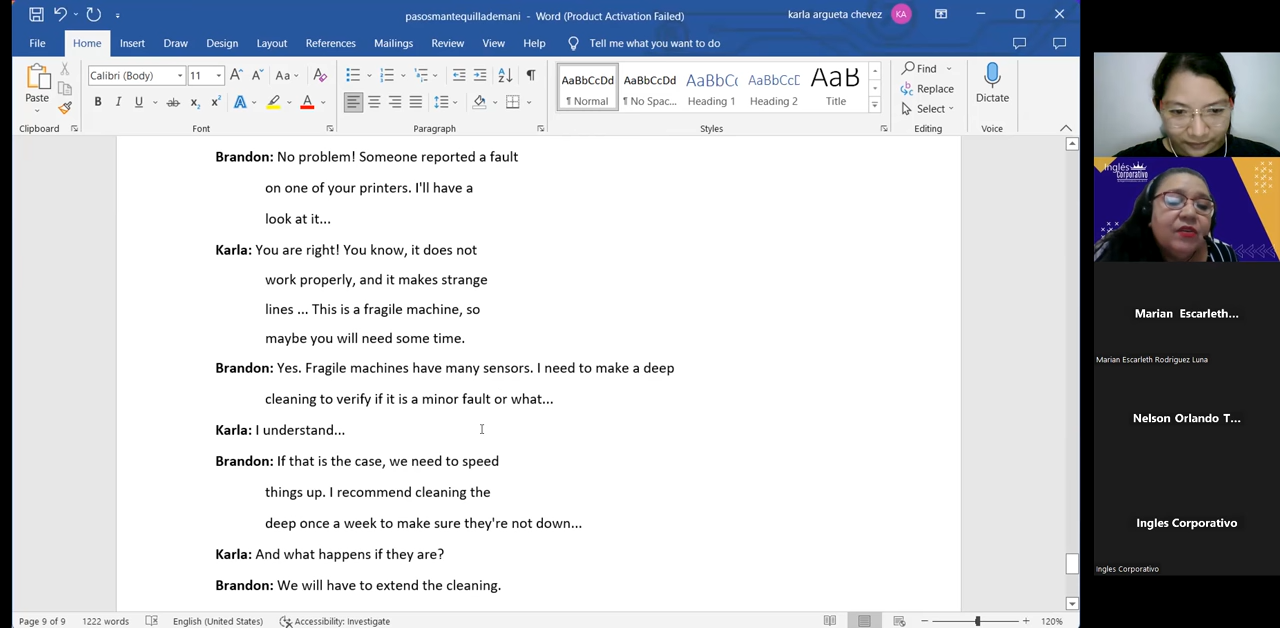 pasosmantequillademani - Word (Product Activation Failed)
karla argueta chevez
KA
File Home Insert Draw Design Layout References Mailings Review View Help Tell me what you want to do
Paste
Calibri (Body) 11
AaBbCcDd AaBbCcDd AaBbCc AaBbCcE AaB
¶ Normal ¶ No Spac... Heading 1 Heading 2 Title
Find
Replace
Select
Dictate
Clipboard Font Paragraph Styles Editing Voice
Brandon: No problem! Someone reported a fault
on one of your printers. I'll have a
look at it...
Karla: You are right! You know, it does not
work properly, and it makes strange
lines ... This is a fragile machine, so
maybe you will need some time.
Brandon: Yes. Fragile machines have many sensors. I need to make a deep
cleaning to verify if it is a minor fault or what...
Karla: I understand...
Brandon: If that is the case, we need to speed
things up. I recommend cleaning the
deep once a week to make sure they're not down...
Karla: And what happens if they are?
Brandon: We will have to extend the cleaning.
Page 9 of 9 1222 words English (United States) Accessibility: Investigate 120%
Inglés
Corporativo
Marian Escarleth...
Marian Escarleth Rodríguez Luna
Nelson Orlando T...
Ingles Corporativo
Ingles Corporativo